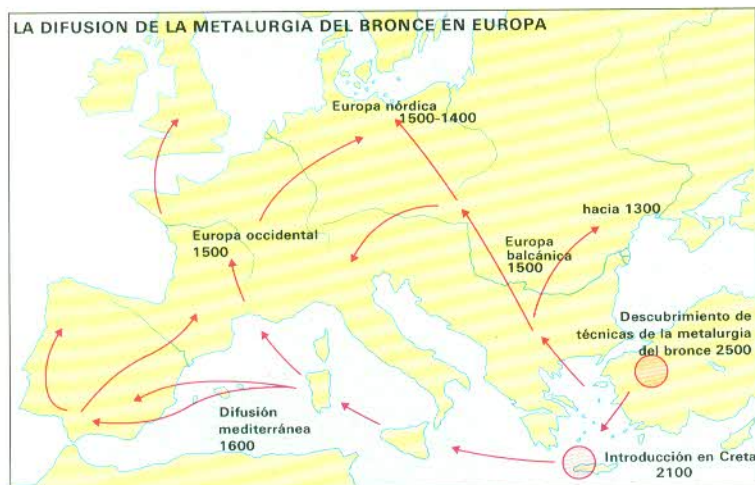 LA DIFUSION DE LA METALURGIA DEL BRONCE EN EUROPA
Europa nórdica
1500-1400
hacia 1300
Europa occidental
1500
Europa
balcánica
1500
Descubrimiento de
técnicas de la metalurgia
del bronce 2500
Difusión
mediterránea
1600
Introducción en Creta
2100